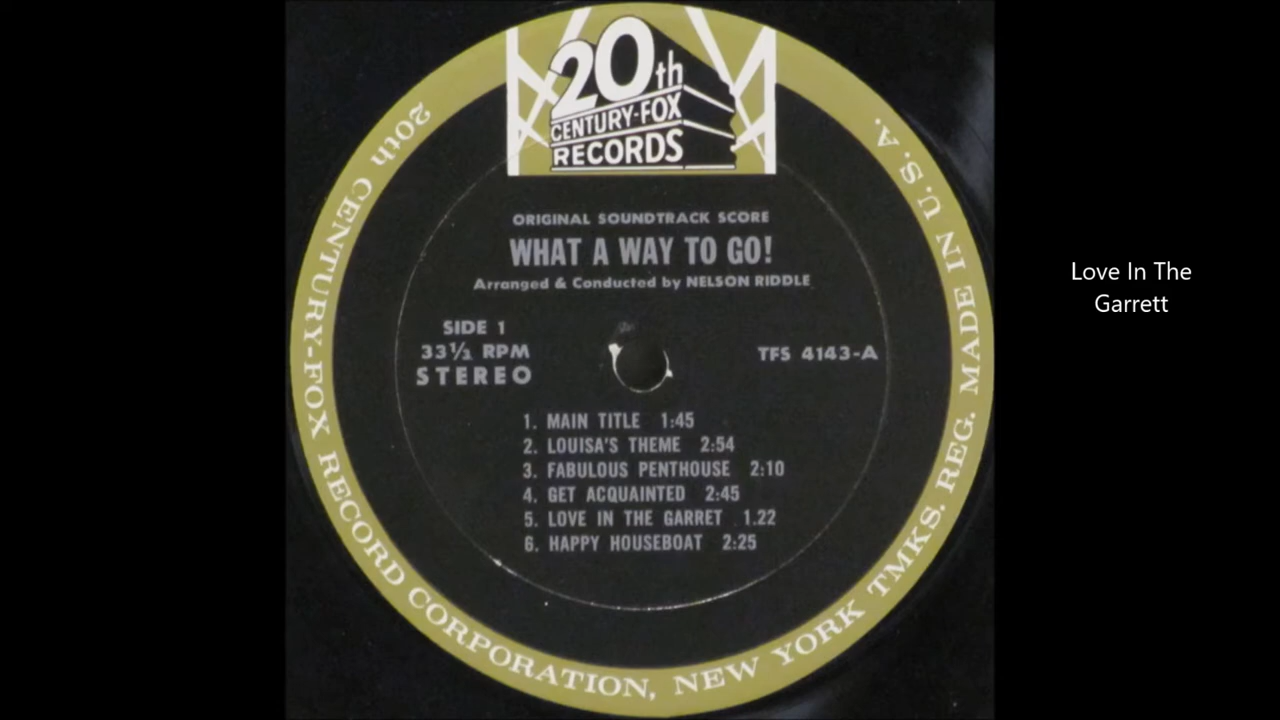 20th
CENTURY-FOX
RECORDS
ORIGINAL SOUNDTRACK SCORE
WHAT A WAY TO GO!
Arranged & Conducted by NELSON RIDDLE
SIDE 1
33⅓ RPM
STEREO
TFS 4143-A
1. MAIN TITLE 1:45
2. LOUISA'S THEME 2:54
3. FABULOUS PENTHOUSE 2:10
4. GET ACQUAINTED 2:45
5. LOVE IN THE GARRET 1.22
6. HAPPY HOUSEBOAT 2:25
20th CENTURY-FOX RECORD CORPORATION, NEW YORK TMKS. REG. MADE IN U.S.A.
Love In The
Garrett